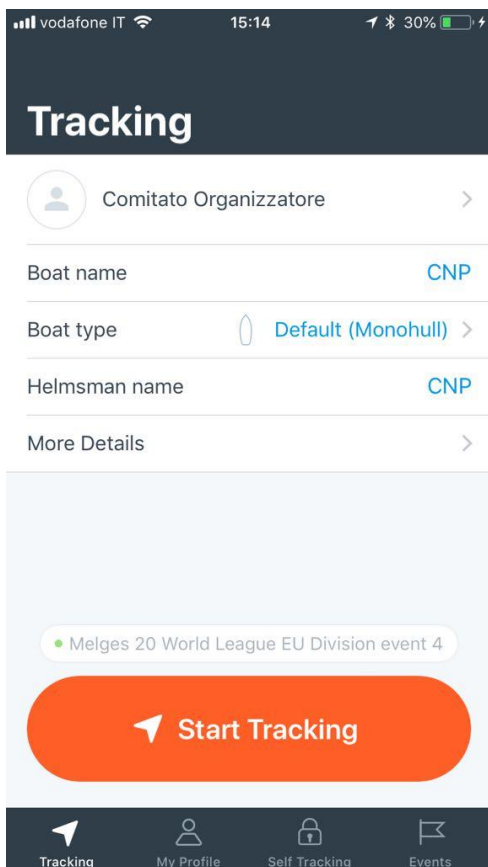 vodafone IT 15:14 30%
Tracking
Comitato Organizzatore
Boat name CNP
Boat type Default (Monohull)
Helmsman name CNP
More Details
Melges 20 World League EU Division event 4
Start Tracking
Tracking My Profile Self Tracking Events